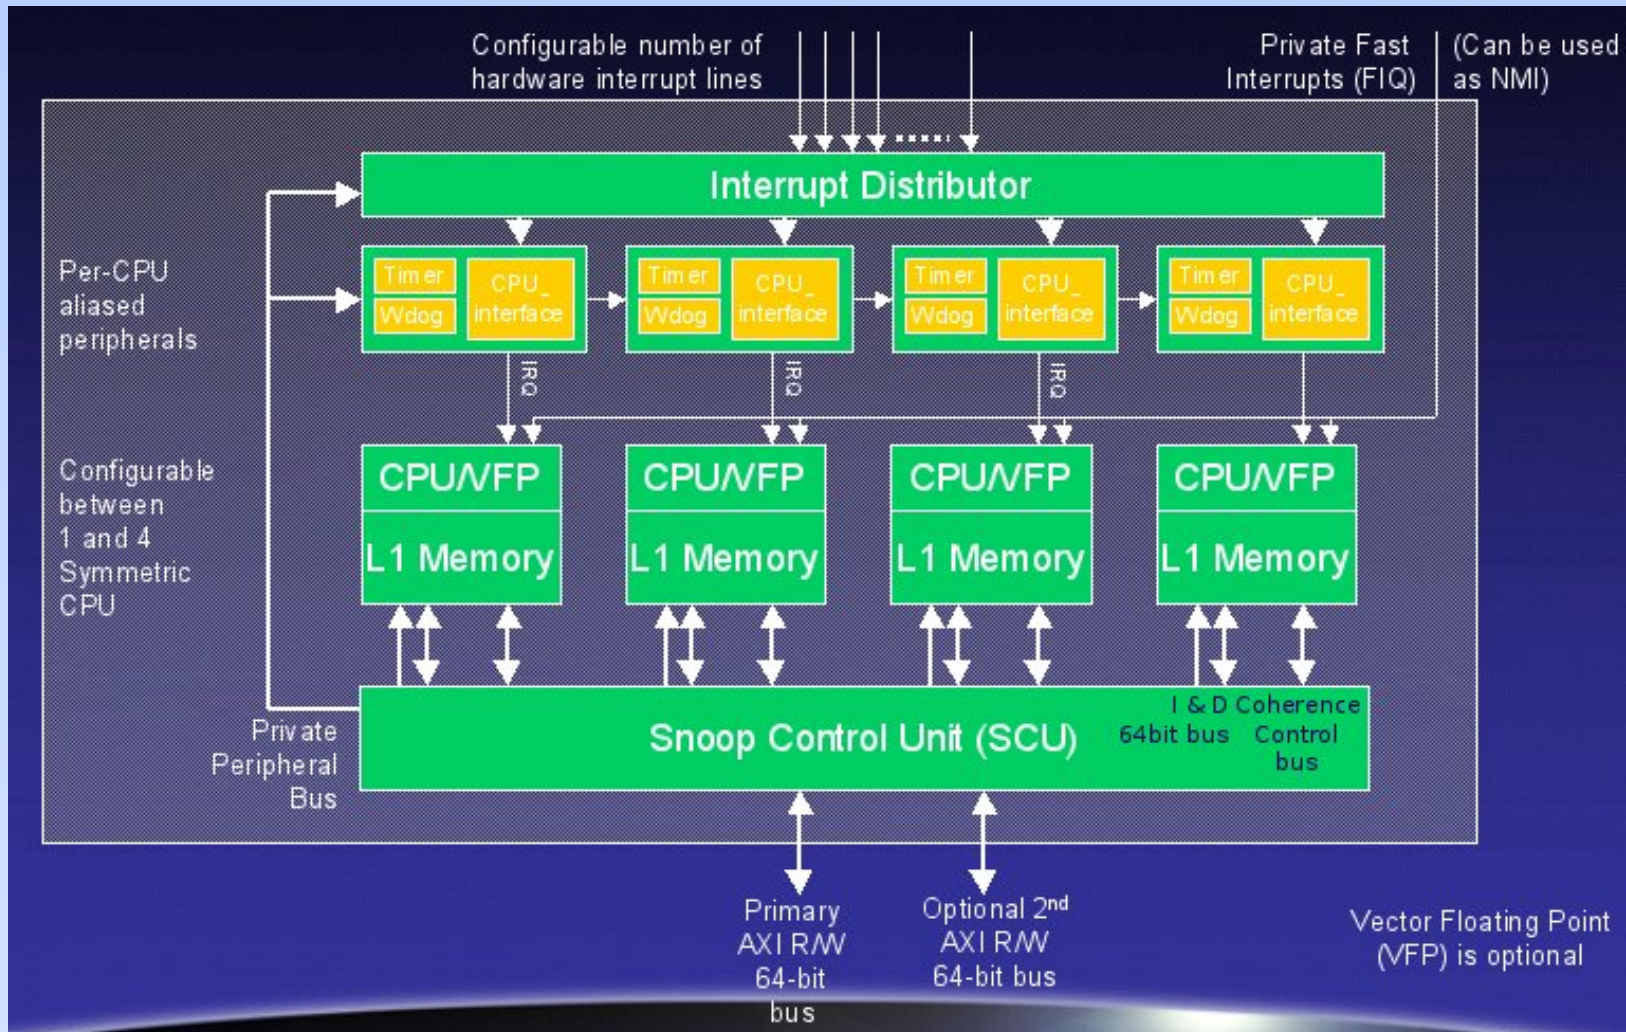 Configurable number of
hardware interrupt lines
Private Fast
Interrupts (FIQ)
(Can be used
as NMI)
Interrupt Distributor
Per-CPU
aliased
peripherals
Timer
Wdog
CPU_
interface
Timer
Wdog
CPU_
interface
Timer
Wdog
CPU_
interface
Timer
Wdog
CPU_
interface
IRQ
IRQ
IRQ
Configurable
between
1 and 4
Symmetric
CPU
CPU/VFP
L1 Memory
CPU/VFP
L1 Memory
CPU/VFP
L1 Memory
CPU/VFP
L1 Memory
Private
Peripheral
Bus
Snoop Control Unit (SCU)
I & D
64bit bus
Coherence
Control
bus
Primary
AXI R/W
64-bit
bus
Optional 2nd
AXI R/W
64-bit bus
Vector Floating Point
(VFP) is optional